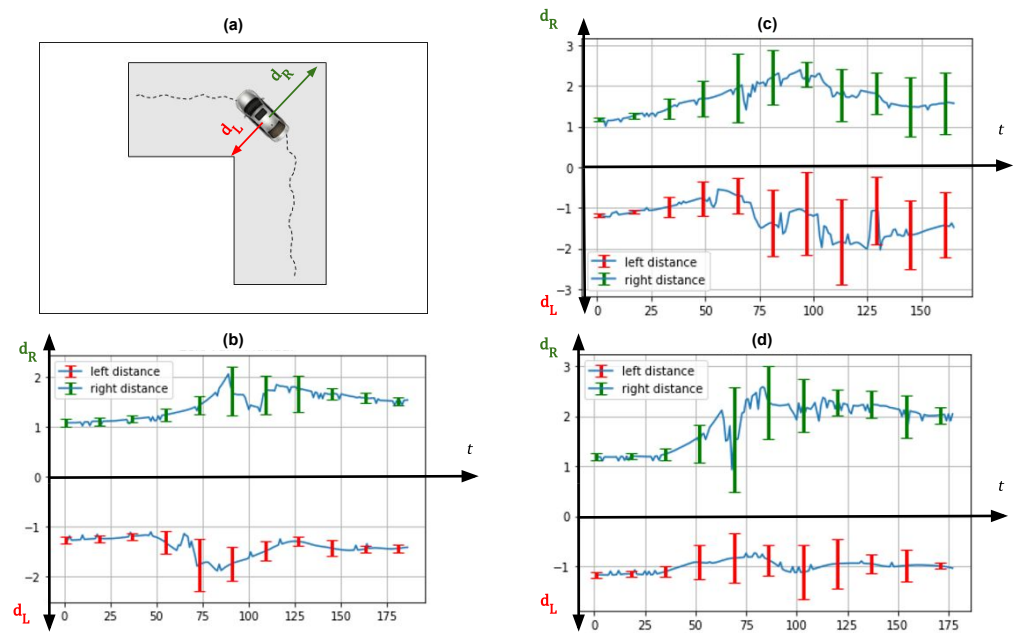 (a)
d_R
d_L
(c)
d_R
3
2
1
0
−1
−2
−3
t
left distance
right distance
d_L
0 25 50 75 100 125 150
(b)
d_R
left distance
right distance
2
1
0
−1
−2
t
d_L
0 25 50 75 100 125 150 175
(d)
d_R
left distance
right distance
3
2
1
0
−1
t
d_L
0 25 50 75 100 125 150 175